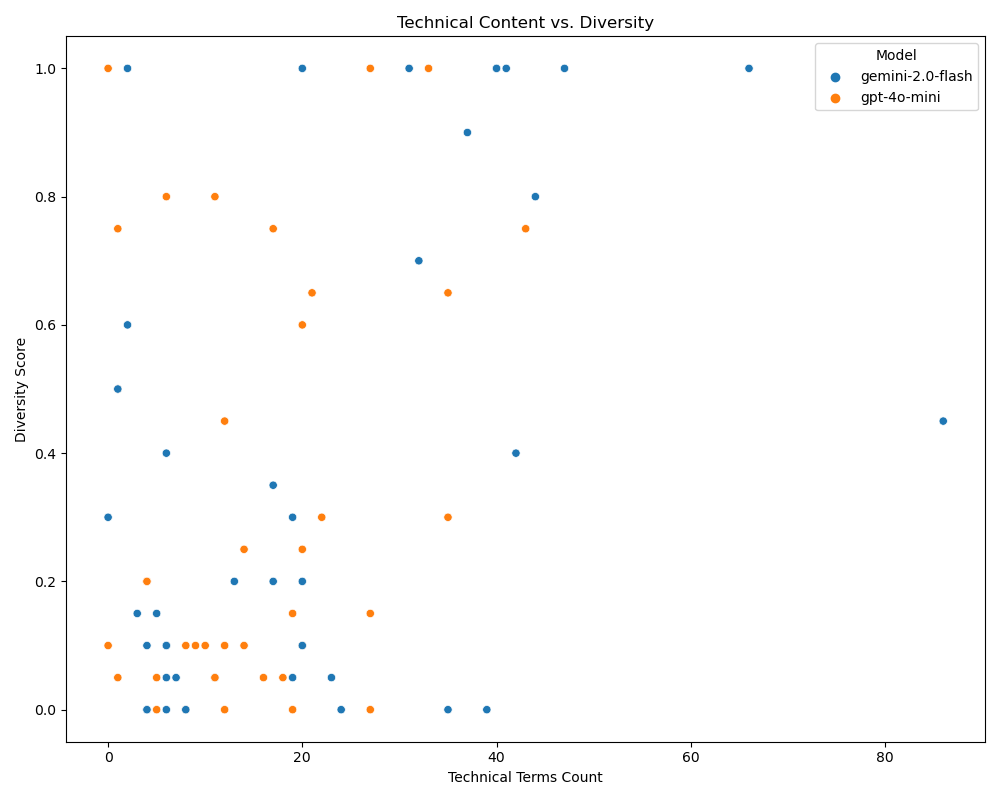 Technical Content vs. Diversity
Model
gemini-2.0-flash
gpt-4o-mini
Diversity Score
1.0
0.8
0.6
0.4
0.2
0.0
0 20 40 60 80
Technical Terms Count